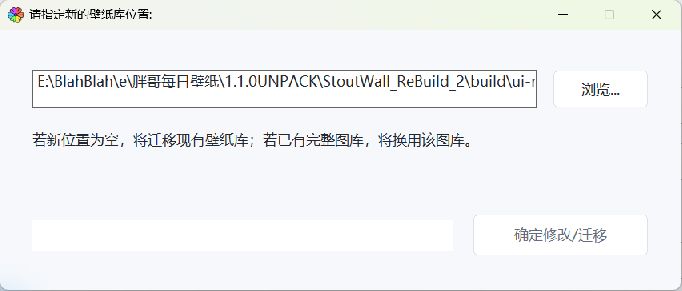 请指定新的壁纸库位置:
E:\BlahBlah\e\胖哥每日壁纸\1.1.0UNPACK\StoutWall_ReBuild_2\build\ui-r
浏览...
若新位置为空，将迁移现有壁纸库；若已有完整图库，将换用该图库。
确定修改/迁移